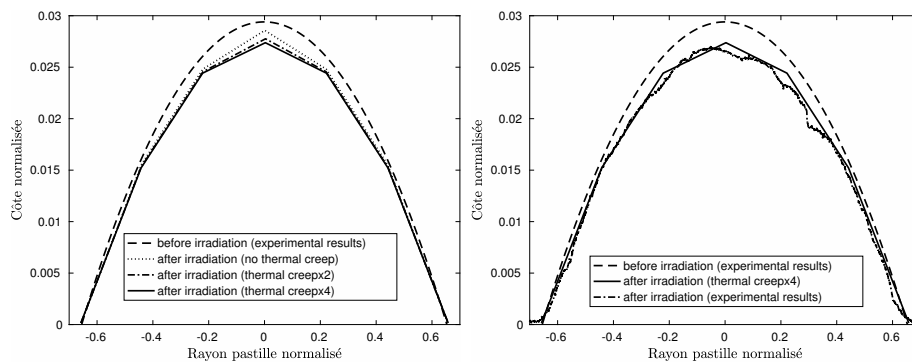 0.03
0.025
0.02
0.015
0.01
0.005
0
Côte normalisée
before irradiation (experimental results)
after irradiation (no thermal creep)
after irradiation (thermal creepx2)
after irradiation (thermal creepx4)
-0.6 -0.4 -0.2 0 0.2 0.4 0.6
Rayon pastille normalisé
0.03
0.025
0.02
0.015
0.01
0.005
0
Côte normalisée
before irradiation (experimental results)
after irradiation (thermal creepx4)
after irradiation (experimental results)
-0.6 -0.4 -0.2 0 0.2 0.4 0.6
Rayon pastille normalisé